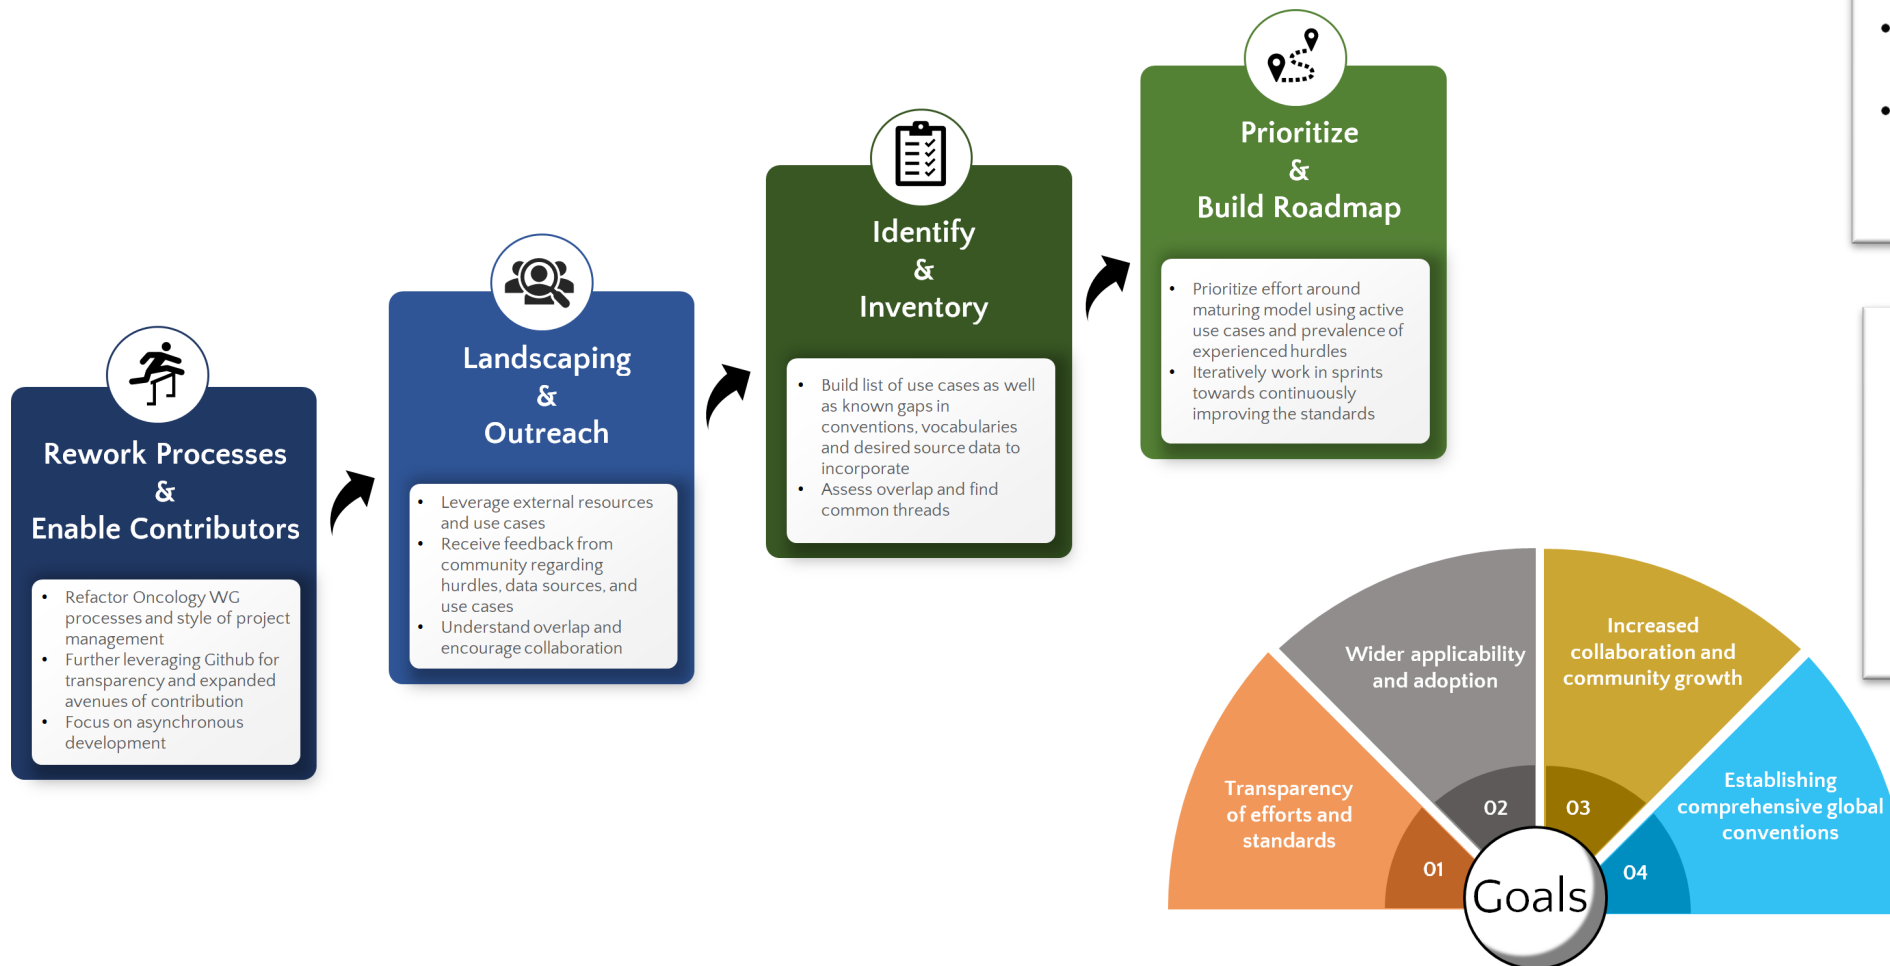 Rework Processes
&
Enable Contributors
• Refactor Oncology WG
processes and style of project
management
• Further leveraging Github for
transparency and expanded
avenues of contribution
• Focus on asynchronous
development
Landscaping
&
Outreach
• Leverage external resources
and use cases
• Receive feedback from
community regarding
hurdles, data sources, and
use cases
• Understand overlap and
encourage collaboration
Identify
&
Inventory
• Build list of use cases as well
as known gaps in
conventions, vocabularies
and desired source data to
incorporate
• Assess overlap and find
common threads
Prioritize
&
Build Roadmap
• Prioritize effort around
maturing model using active
use cases and prevalence of
experienced hurdles
• Iteratively work in sprints
towards continuously
improving the standards
Transparency
of efforts and
standards
01
Wider applicability
and adoption
02
Increased
collaboration and
community growth
03
Establishing
comprehensive global
conventions
04
Goals